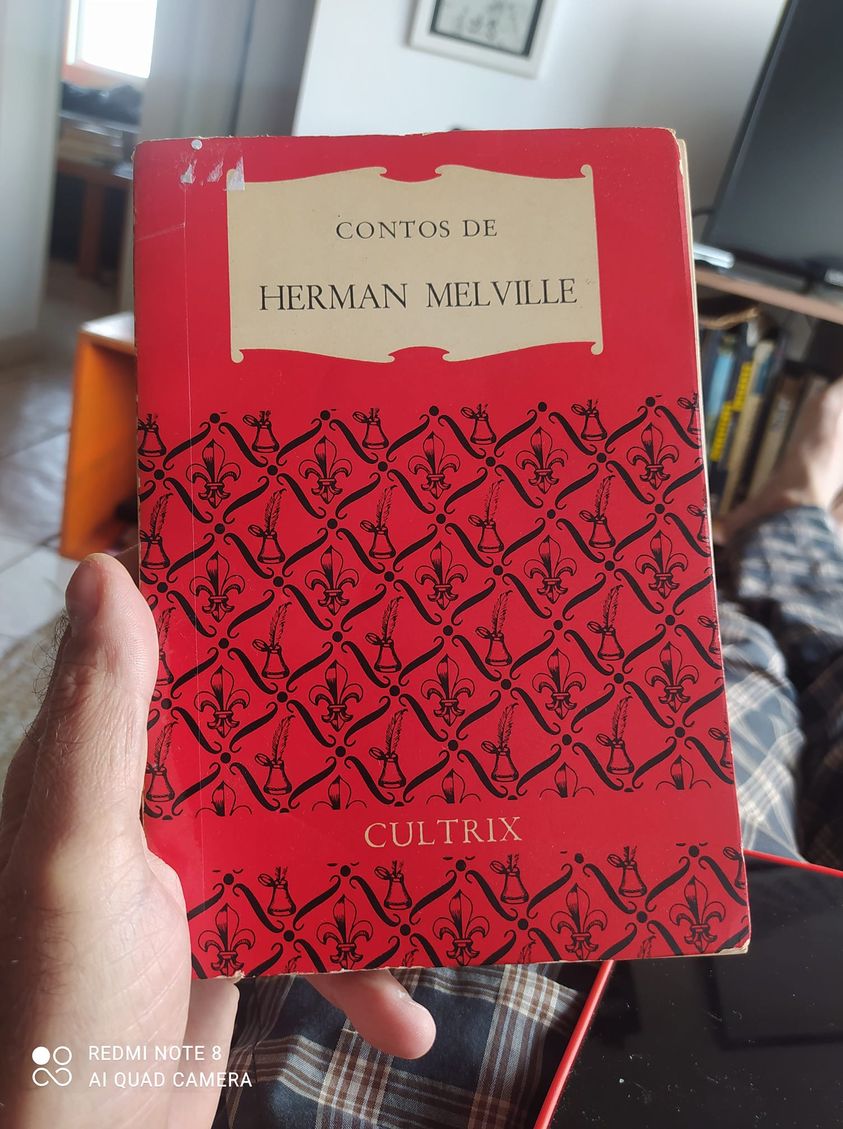 CONTOS DE
HERMAN MELVILLE
CULTRIX
REDMI NOTE 8
AI QUAD CAMERA